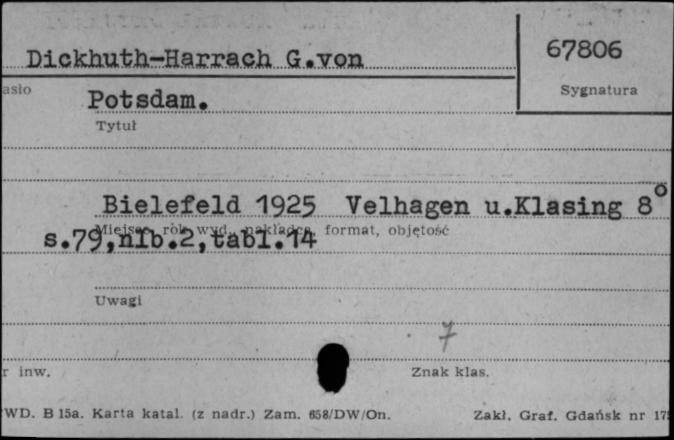 Dickhuth-Harrach G.von
67806
asło
Sygnatura
Potsdam.
Tytuł
Bielefeld 1925 Velhagen u.Klasing 8°
Miejsce, rok wyd., nakładca, format, objętość
s.79,nlb.2,tabl.14
Uwagi
7
r inw.
Znak klas.
WD. B 15a. Karta katal. (z nadr.) Zam. 658/DW/On.
Zakł. Graf. Gdańsk nr 175